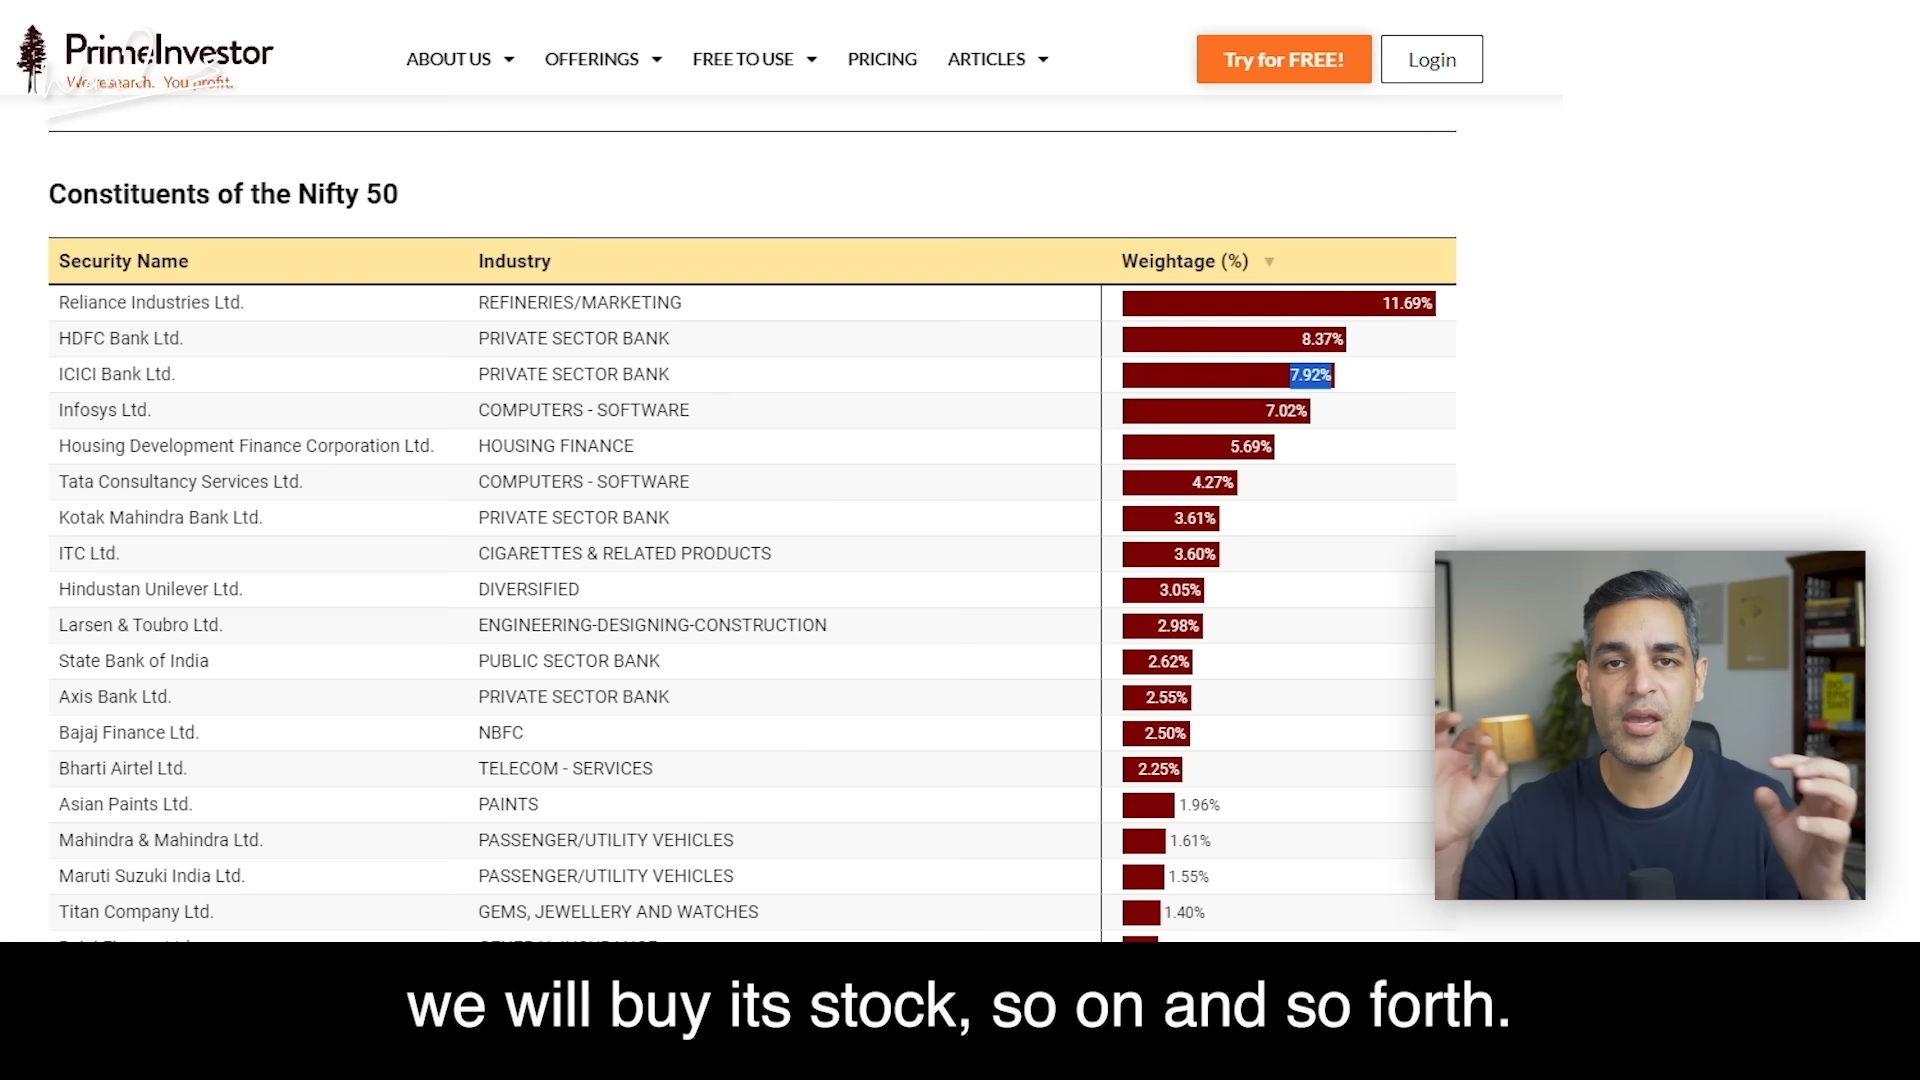 PrimeInvestor
We research. You profit.
ABOUT US OFFERINGS FREE TO USE PRICING ARTICLES
Try for FREE! Login
Constituents of the Nifty 50
Security Name Industry Weightage (%)
Reliance Industries Ltd. REFINERIES/MARKETING 11.69%
HDFC Bank Ltd. PRIVATE SECTOR BANK 8.37%
ICICI Bank Ltd. PRIVATE SECTOR BANK 7.92%
Infosys Ltd. COMPUTERS - SOFTWARE 7.02%
Housing Development Finance Corporation Ltd. HOUSING FINANCE 5.69%
Tata Consultancy Services Ltd. COMPUTERS - SOFTWARE 4.27%
Kotak Mahindra Bank Ltd. PRIVATE SECTOR BANK 3.61%
ITC Ltd. CIGARETTES & RELATED PRODUCTS 3.60%
Hindustan Unilever Ltd. DIVERSIFIED 3.05%
Larsen & Toubro Ltd. ENGINEERING-DESIGNING-CONSTRUCTION 2.98%
State Bank of India PUBLIC SECTOR BANK 2.62%
Axis Bank Ltd. PRIVATE SECTOR BANK 2.55%
Bajaj Finance Ltd. NBFC 2.50%
Bharti Airtel Ltd. TELECOM - SERVICES 2.25%
Asian Paints Ltd. PAINTS 1.96%
Mahindra & Mahindra Ltd. PASSENGER/UTILITY VEHICLES 1.61%
Maruti Suzuki India Ltd. PASSENGER/UTILITY VEHICLES 1.55%
Titan Company Ltd. GEMS, JEWELLERY AND WATCHES 1.40%
DO EPIC SHIT
we will buy its stock, so on and so forth.